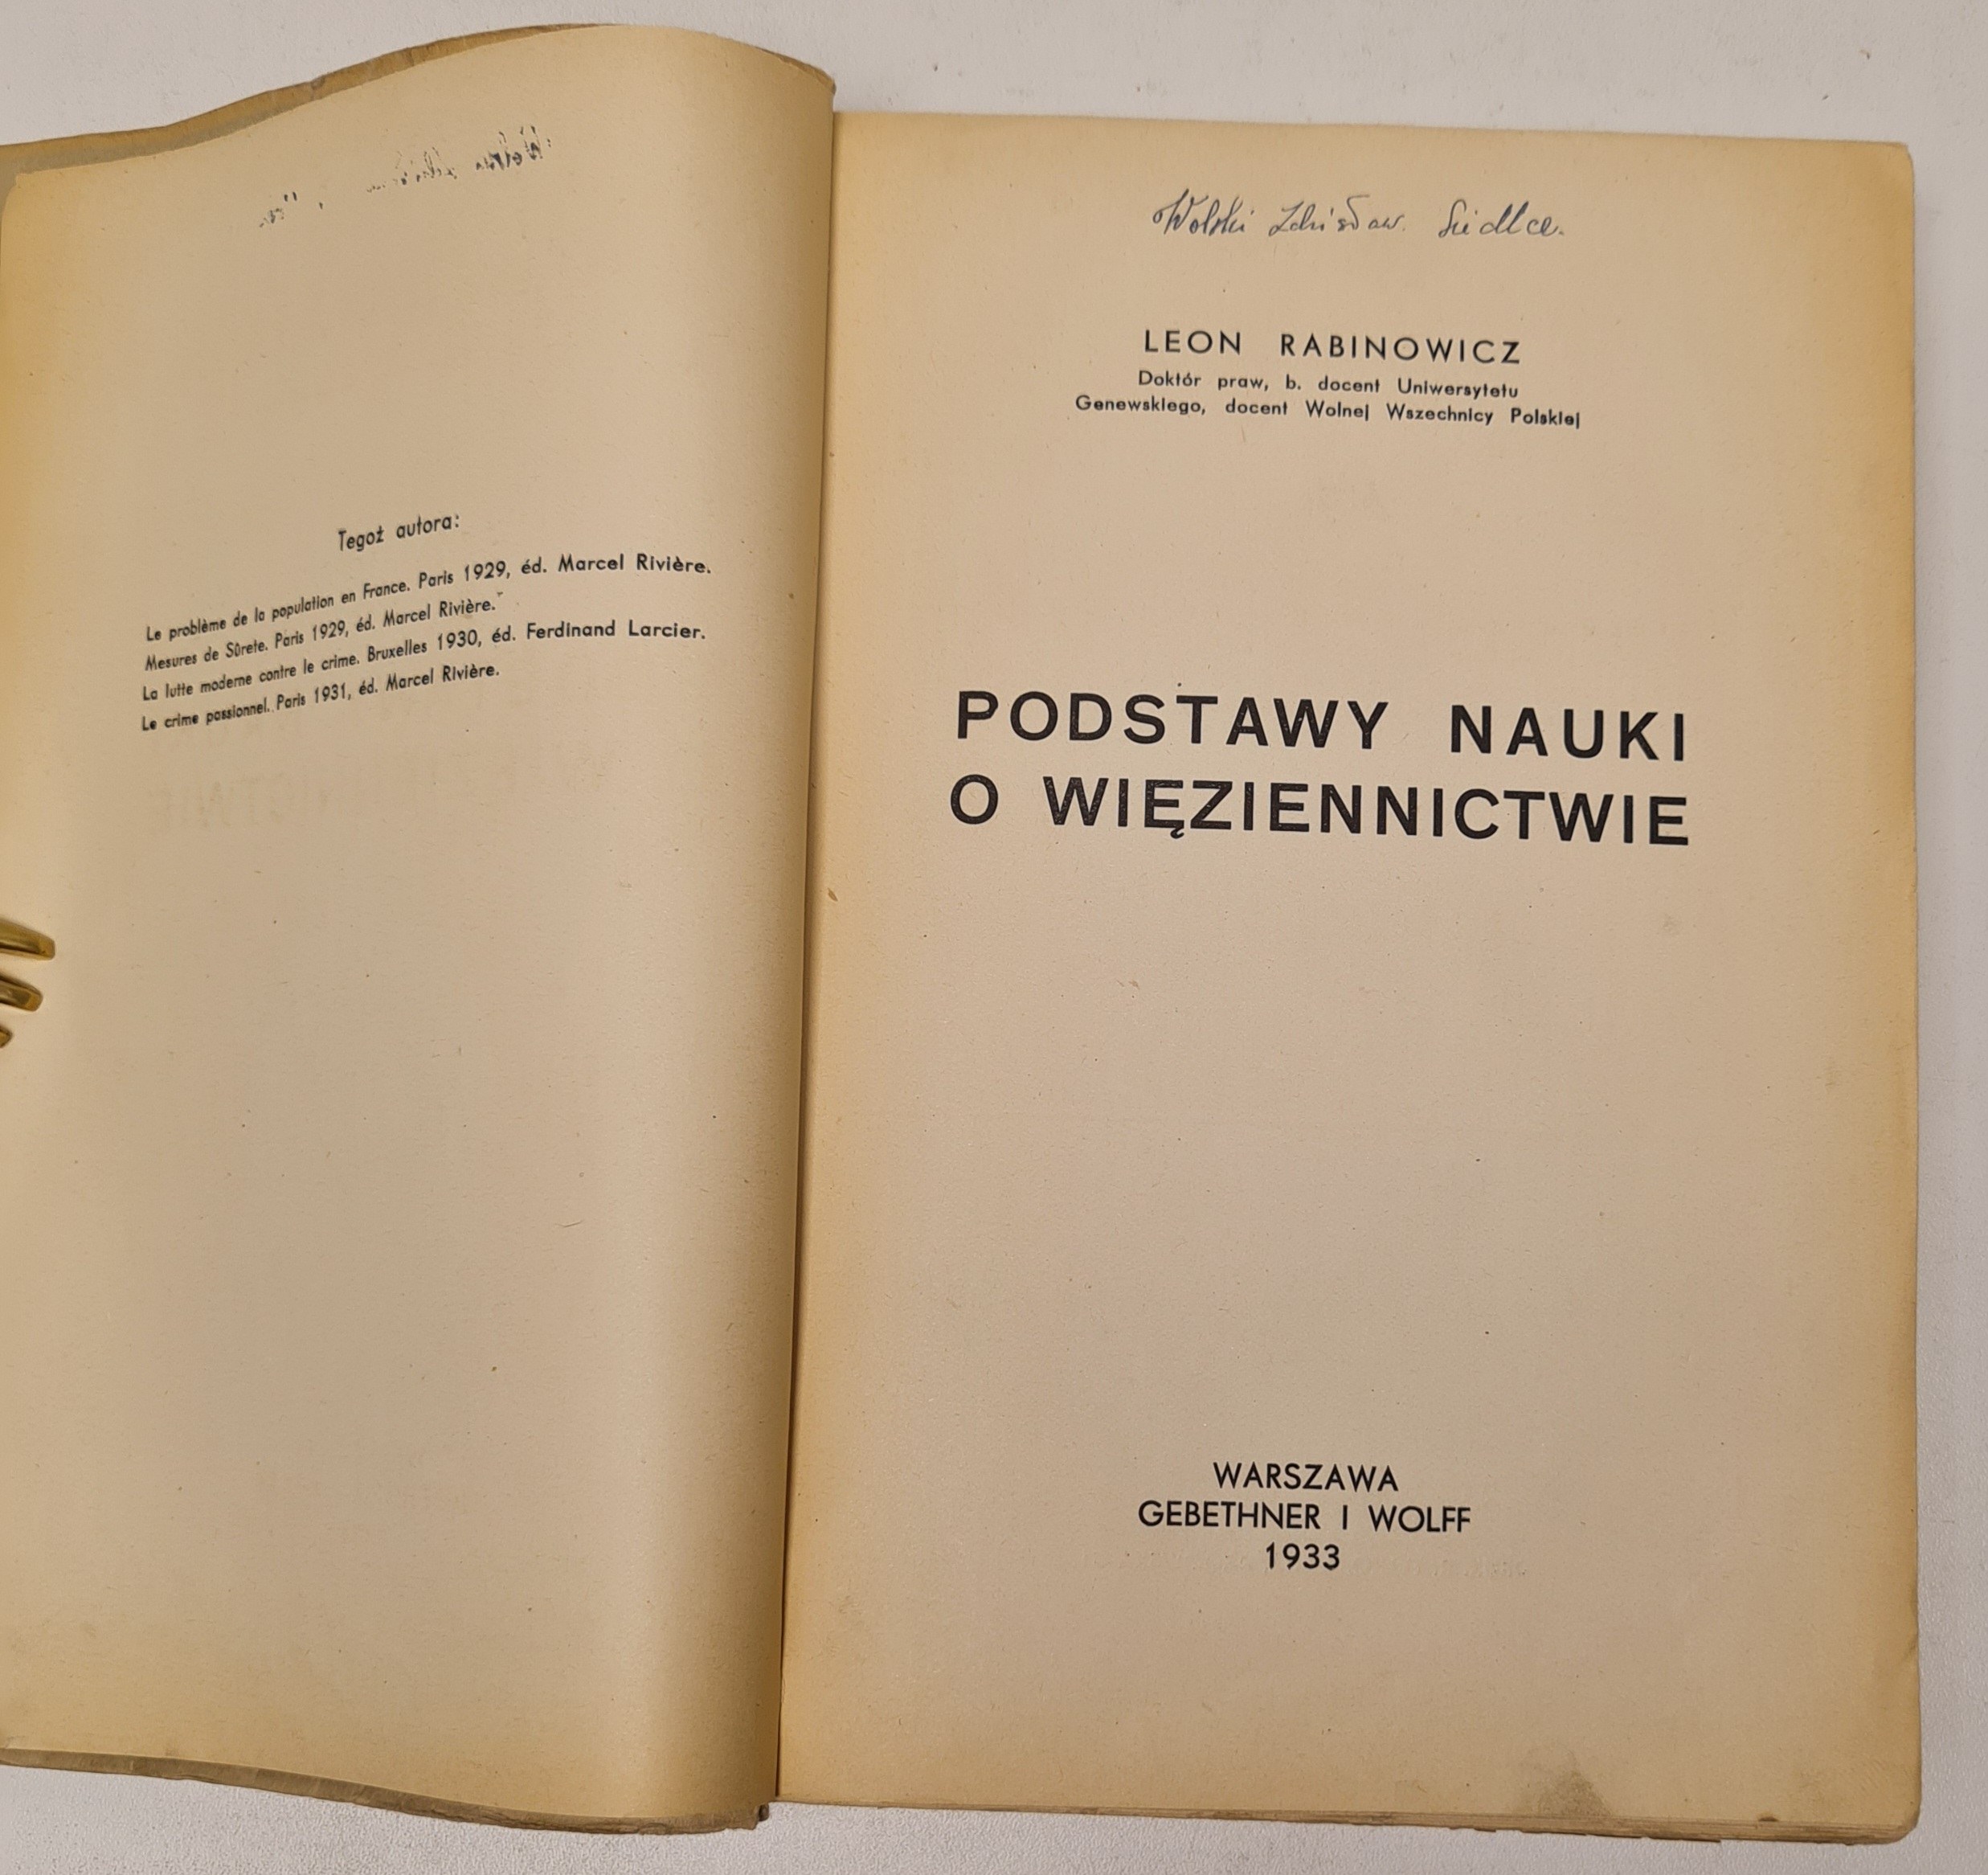 Tegoż autora:
Le problème de la population en France. Paris 1929, éd. Marcel Rivière.
Mesures de Sûrete. Paris 1929, éd. Marcel Rivière.
La lutte moderne contre le crime. Bruxelles 1930, éd. Ferdinand Larcier.
Le crime passionnel. Paris 1931, éd. Marcel Rivière.
Wolski Zdzisław. Siedlce.
LEON RABINOWICZ
Doktór praw, b. docent Uniwersytetu
Genewskiego, docent Wolnej Wszechnicy Polskiej
PODSTAWY NAUKI
O WIĘZIENNICTWIE
WARSZAWA
GEBETHNER I WOLFF
1933